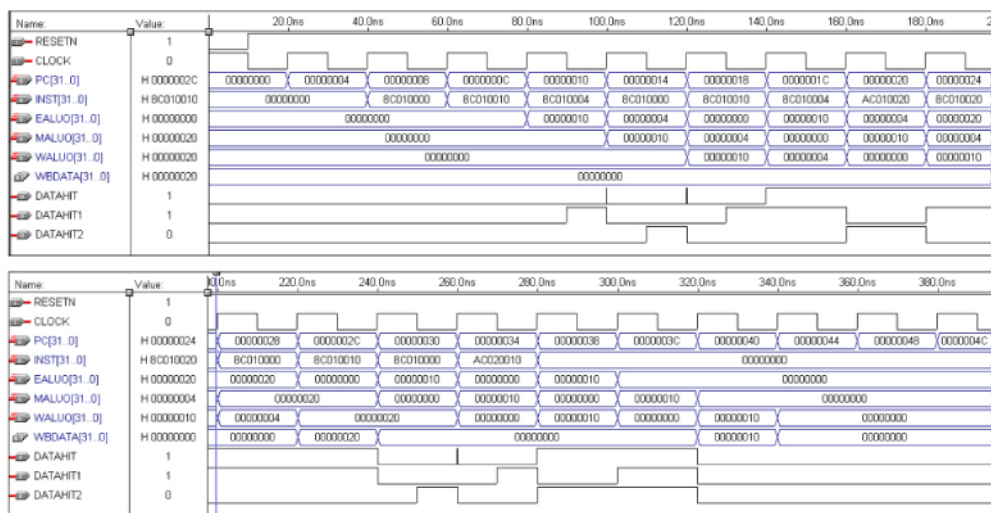 Name: Value: 20.0ns 40.0ns 60.0ns 80.0ns 100.0ns 120.0ns 140.0ns 160.0ns 180.0ns 2
RESETN 1
CLOCK 0
PC[31..0] H 0000002C 00000000 00000004 00000008 0000000C 00000010 00000014 00000018 0000001C 00000020 00000024
INST[31..0] H 8C010010 00000000 8C010000 8C010010 8C010004 8C010000 8C010010 8C010004 AC010020 8C010020
EALUO[31..0] H 00000000 00000000 00000010 00000004 00000000 00000010 00000004 00000020
MALUO[31..0] H 00000020 00000000 00000010 00000004 00000000 00000010 00000004
WALUO[31..0] H 00000020 00000000 00000010 00000004 00000000 00000010
WBDATA[31..0] H 00000020 00000000
DATAHIT 1
DATAHIT1 1
DATAHIT2 0
Name: Value: 220.0ns 240.0ns 260.0ns 280.0ns 300.0ns 320.0ns 340.0ns 360.0ns 380.0ns
RESETN 1
CLOCK 0
PC[31..0] H 00000024 00000028 0000002C 00000030 00000034 00000038 0000003C 00000040 00000044 00000048 0000004C
INST[31..0] H 8C010020 8C010000 8C010010 8C010000 AC020010 00000000
EALUO[31..0] H 00000020 00000020 00000000 00000010 00000000 00000010 00000000
MALUO[31..0] H 00000004 00000020 00000000 00000010 00000000 00000010 00000000
WALUO[31..0] H 00000010 00000004 00000020 00000000 00000010 00000000 00000010 00000000
WBDATA[31..0] H 00000000 00000000 00000020 00000000 00000010 00000000
DATAHIT 1
DATAHIT1 1
DATAHIT2 0